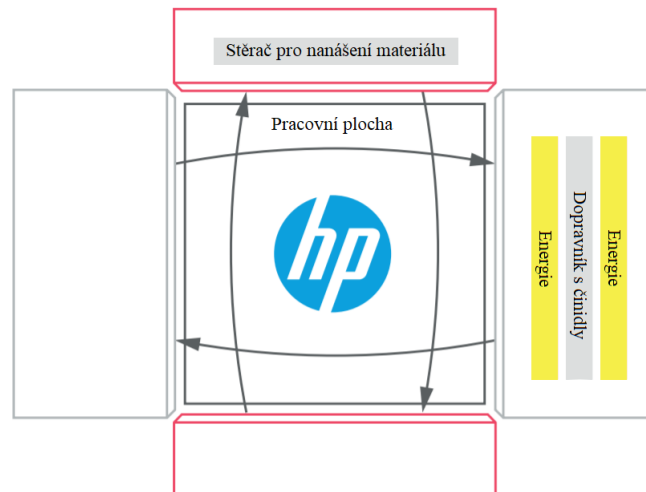 Stěrač pro nanášení materiálu
Pracovní plocha
hp
Energie
Dopravník s činidly
Energie